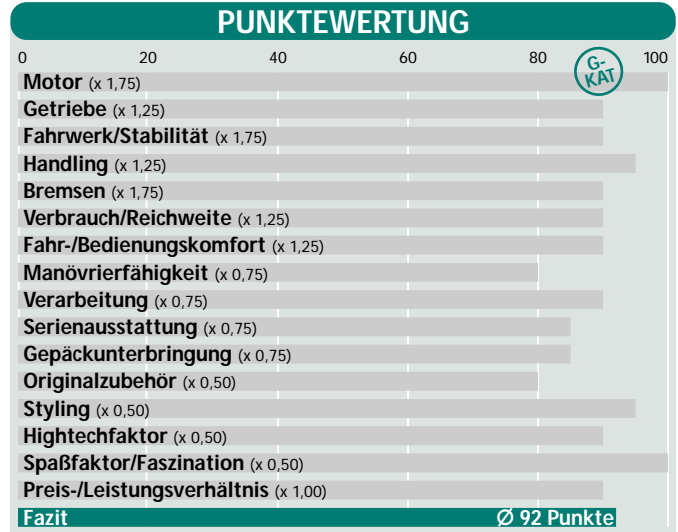 PUNKTEWERTUNG
0 20 40 60 80 100
G-
KAT
Motor (x 1,75)
Getriebe (x 1,25)
Fahrwerk/Stabilität (x 1,75)
Handling (x 1,25)
Bremsen (x 1,75)
Verbrauch/Reichweite (x 1,25)
Fahr-/Bedienungskomfort (x 1,25)
Manövrierfähigkeit (x 0,75)
Verarbeitung (x 0,75)
Serienausstattung (x 0,75)
Gepäckunterbringung (x 0,75)
Originalzubehör (x 0,50)
Styling (x 0,50)
Hightechfaktor (x 0,50)
Spaßfaktor/Faszination (x 0,50)
Preis-/Leistungsverhältnis (x 1,00)
Fazit Ø 92 Punkte